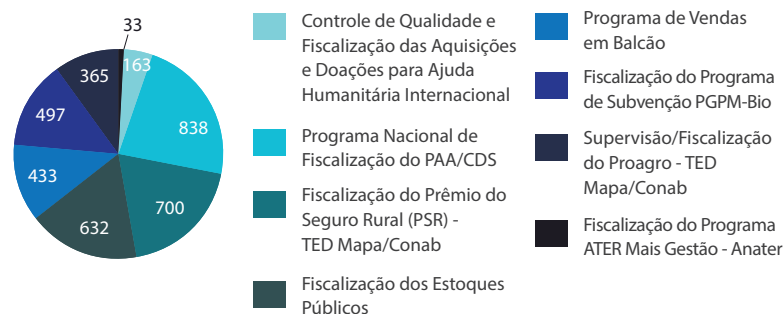 33
163
365
838
497
433
700
632
Controle de Qualidade e
Fiscalização das Aquisições
e Doações para Ajuda
Humanitária Internacional
Programa Nacional de
Fiscalização do PAA/CDS
Fiscalização do Prêmio do
Seguro Rural (PSR) -
TED Mapa/Conab
Fiscalização dos Estoques
Públicos
Programa de Vendas
em Balcão
Fiscalização do Programa
de Subvenção PGPM-Bio
Supervisão/Fiscalização
do Proagro - TED
Mapa/Conab
Fiscalização do Programa
ATER Mais Gestão - Anater